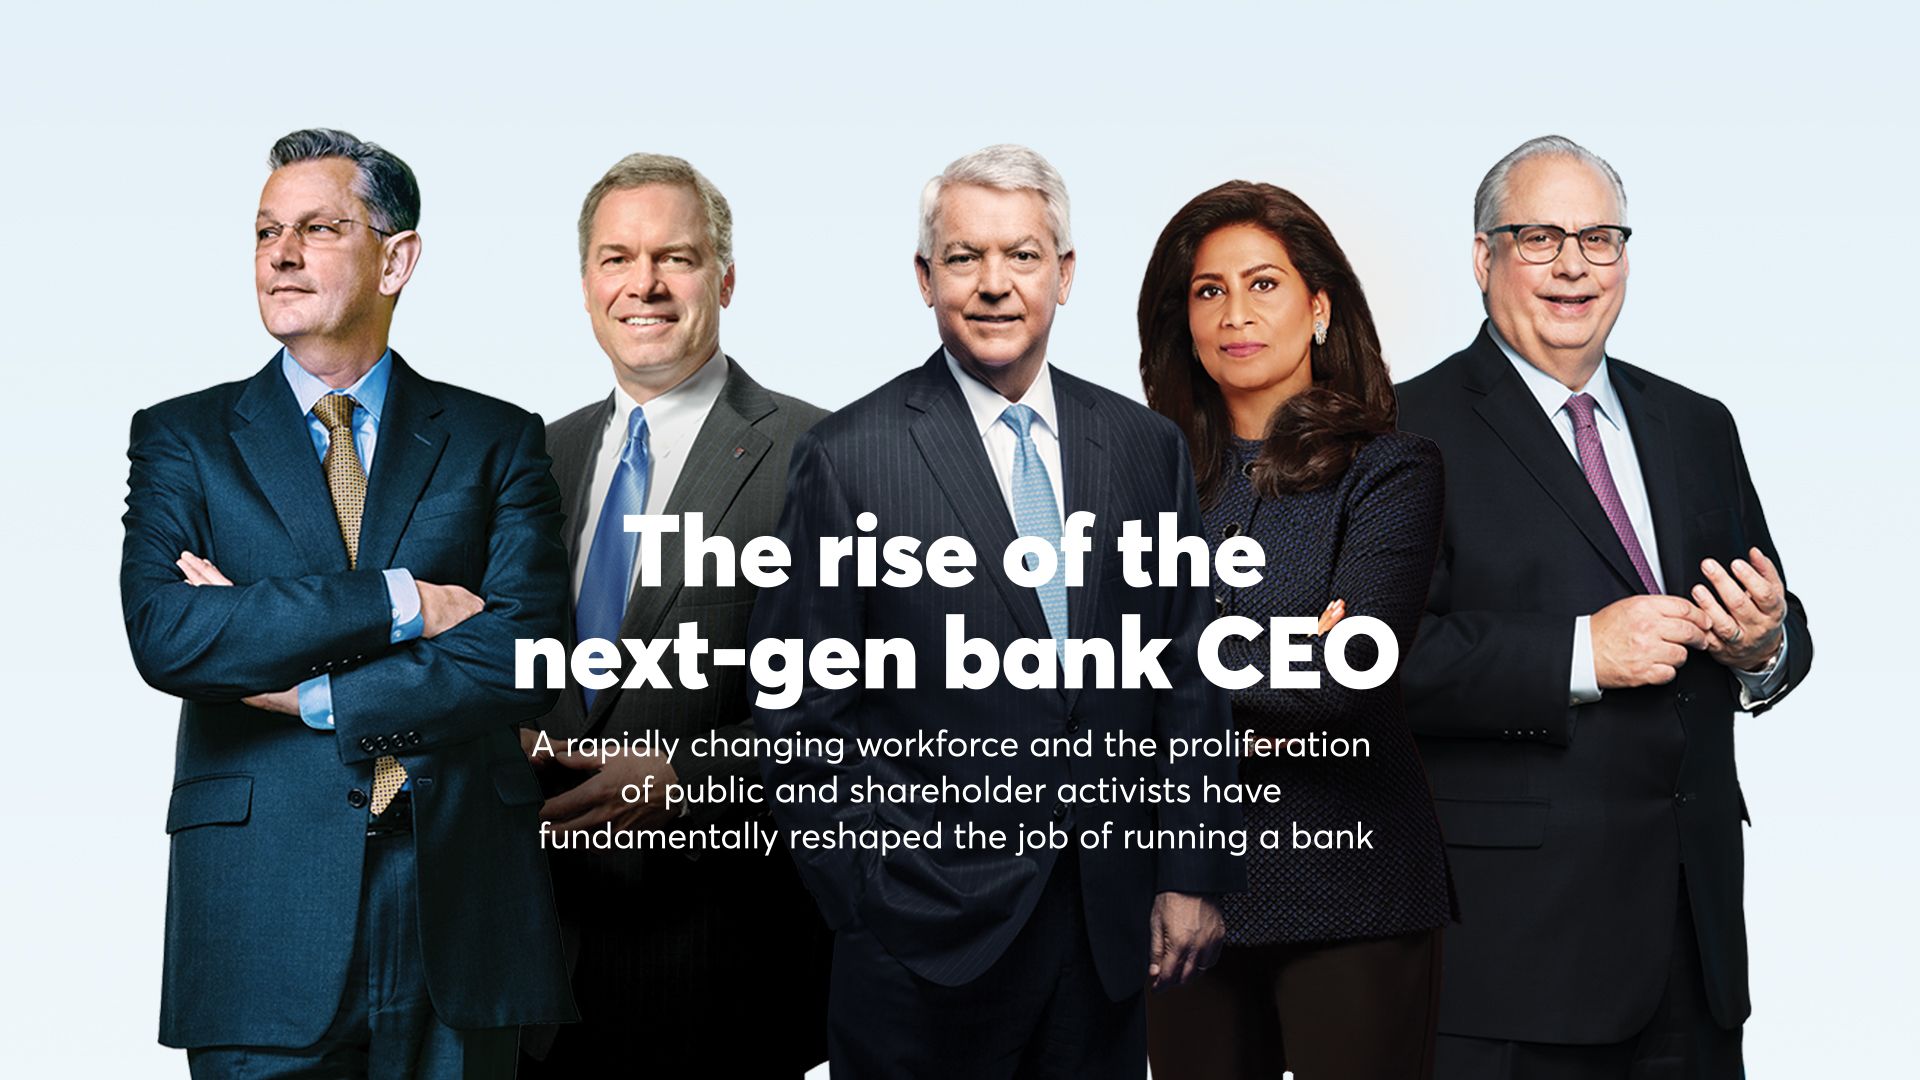 The rise of the
next-gen bank CEO
A rapidly changing workforce and the proliferation
of public and shareholder activists have
fundamentally reshaped the job of running a bank